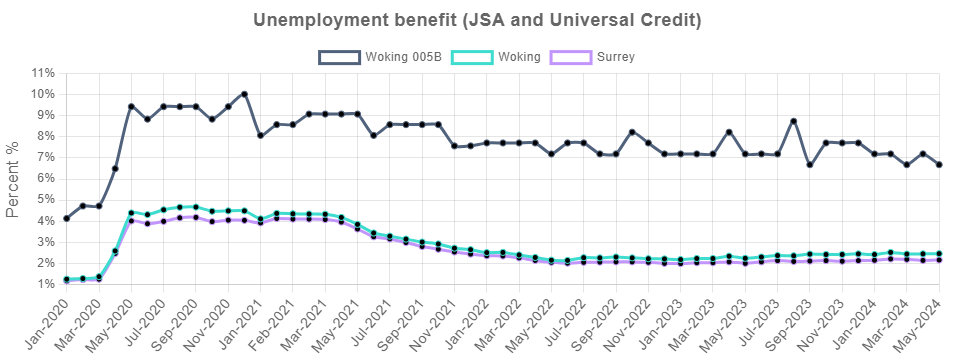 Unemployment benefit (JSA and Universal Credit)
Woking 005B Woking Surrey
11%
10%
9%
8%
7%
6%
5%
4%
3%
2%
1%
Percent %
Jan-2020 Mar-2020 May-2020 Jul-2020 Sep-2020 Nov-2020 Jan-2021 Feb-2021 Mar-2021 May-2021 Jul-2021 Sep-2021 Nov-2021 Jan-2022 Mar-2022 May-2022 Jul-2022 Sep-2022 Nov-2022 Jan-2023 Mar-2023 May-2023 Jul-2023 Sep-2023 Nov-2023 Jan-2024 Mar-2024 May-2024